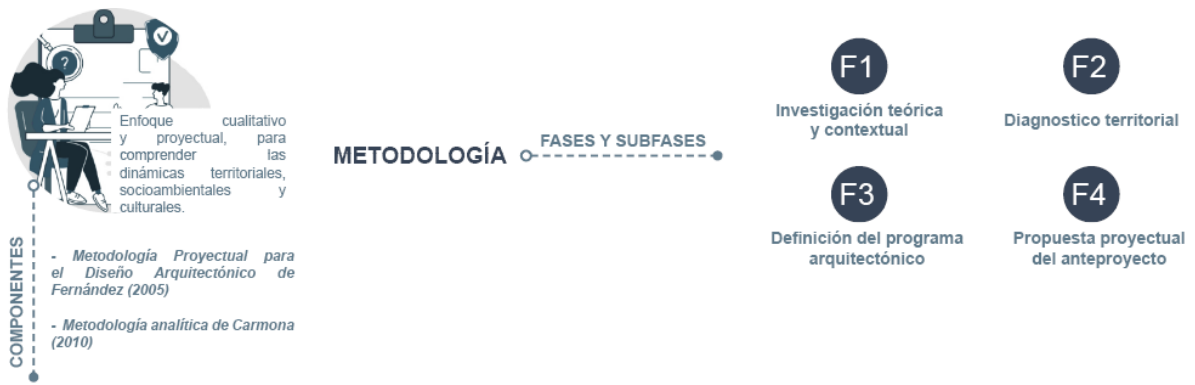 ?
Enfoque cualitativo
y proyectual, para
comprender las
dinámicas territoriales,
socioambientales y
culturales.
COMPONENTES
- Metodología Proyectual para
el Diseño Arquitectónico de
Fernández (2005)
- Metodología analítica de Carmona
(2010)
METODOLOGÍA
FASES Y SUBFASES
F1
Investigación teórica
y contextual
F2
Diagnostico territorial
F3
Definición del programa
arquitectónico
F4
Propuesta proyectual
del anteproyecto